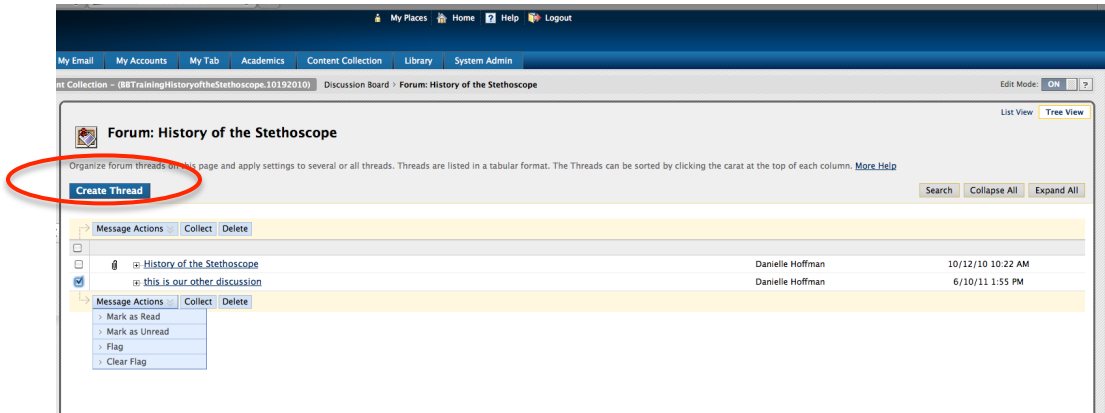 My Places Home ? Help Logout
My Email My Accounts My Tab Academics Content Collection Library System Admin
nt Collection – (BBTrainingHistoryoftheStethoscope.10192010) Discussion Board > Forum: History of the Stethoscope Edit Mode: ON ?
List View Tree View
Forum: History of the Stethoscope
Organize forum threads on this page and apply settings to several or all threads. Threads are listed in a tabular format. The Threads can be sorted by clicking the carat at the top of each column. More Help
Create Thread Search Collapse All Expand All
Message Actions Collect Delete
History of the Stethoscope Danielle Hoffman 10/12/10 10:22 AM
this is our other discussion Danielle Hoffman 6/10/11 1:55 PM
Message Actions Collect Delete
> Mark as Read
> Mark as Unread
> Flag
> Clear Flag